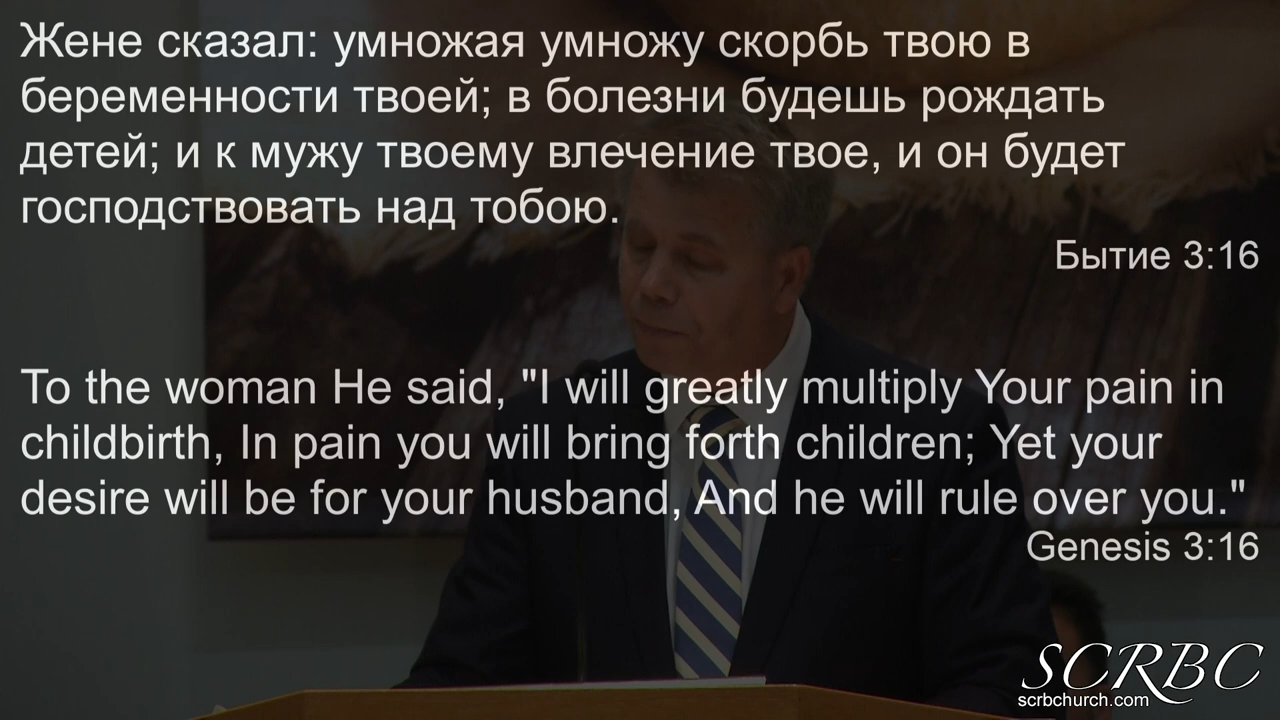 Жене сказал: умножая умножу скорбь твою в
беременности твоей; в болезни будешь рождать
детей; и к мужу твоему влечение твое, и он будет
господствовать над тобою.
Бытие 3:16
To the woman He said, "I will greatly multiply Your pain in
childbirth, In pain you will bring forth children; Yet your
desire will be for your husband, And he will rule over you."
Genesis 3:16
SCRBC
scrbchurch.com